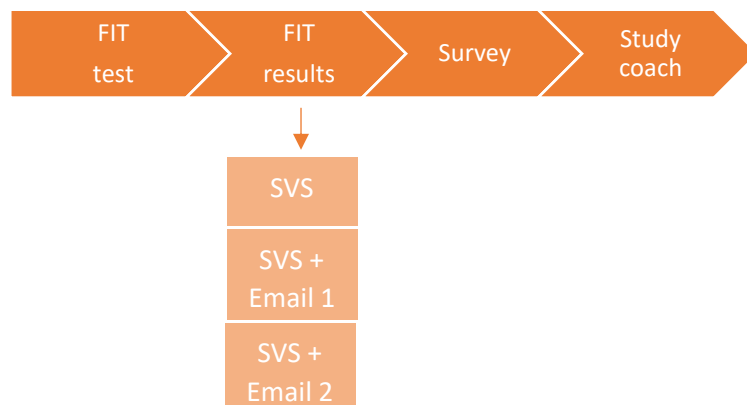 FIT
test
FIT
results
Survey
Study
coach
SVS
SVS +
Email 1
SVS +
Email 2